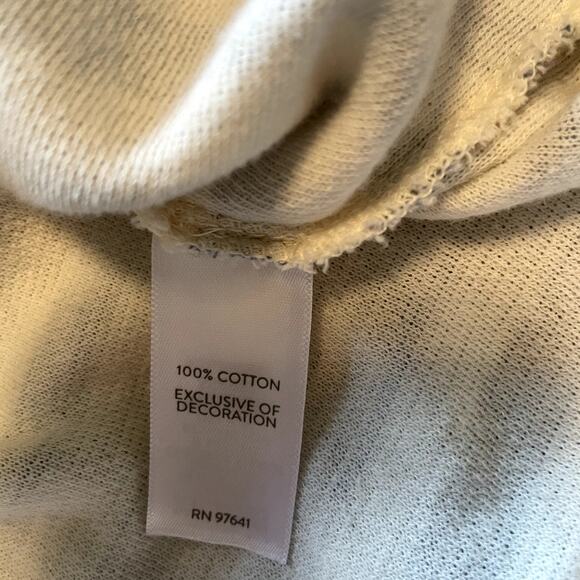 100% COTTON
EXCLUSIVE OF
DECORATION
RN 97641